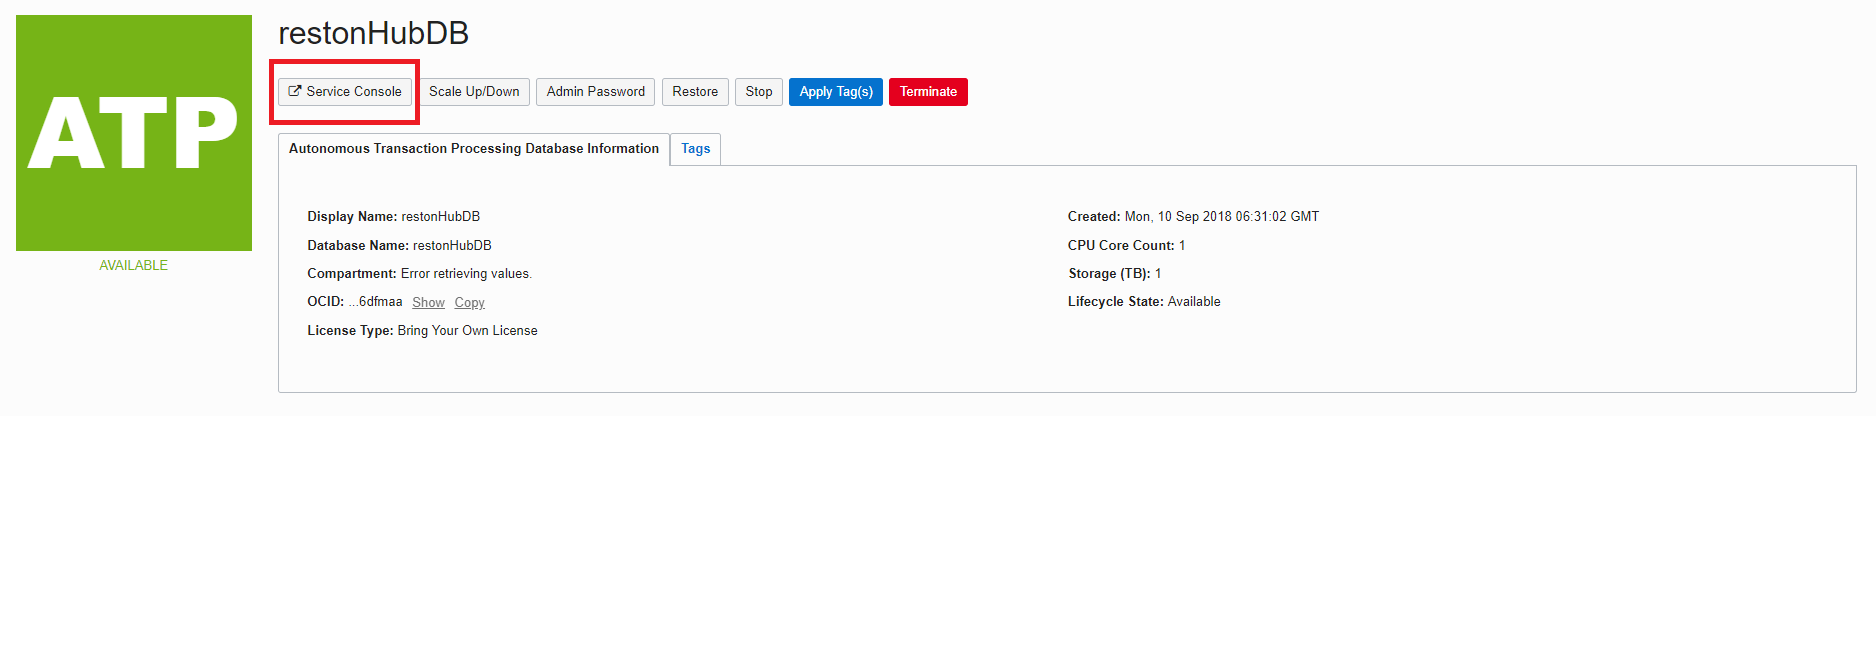 restonHubDB
ATP
AVAILABLE
Service Console Scale Up/Down Admin Password Restore Stop Apply Tag(s) Terminate
Autonomous Transaction Processing Database Information Tags
Display Name: restonHubDB
Database Name: restonHubDB
Compartment: Error retrieving values.
OCID: ...6dfmaa Show Copy
License Type: Bring Your Own License
Created: Mon, 10 Sep 2018 06:31:02 GMT
CPU Core Count: 1
Storage (TB): 1
Lifecycle State: Available